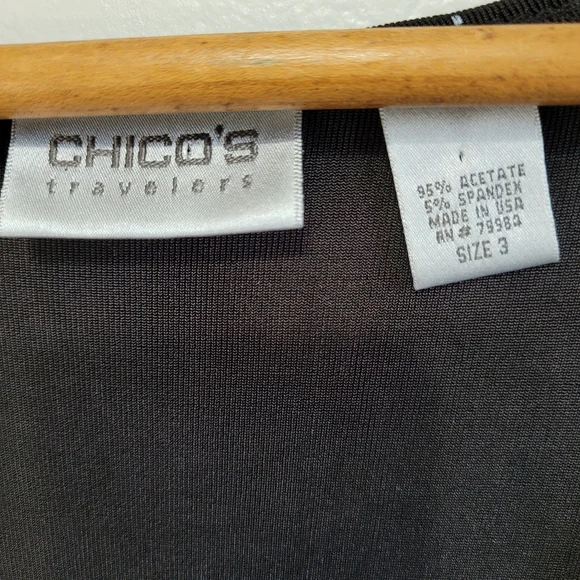 CHICO'S
travelers
95% ACETATE
5% SPANDEX
MADE IN USA
RN # 79984
SIZE 3